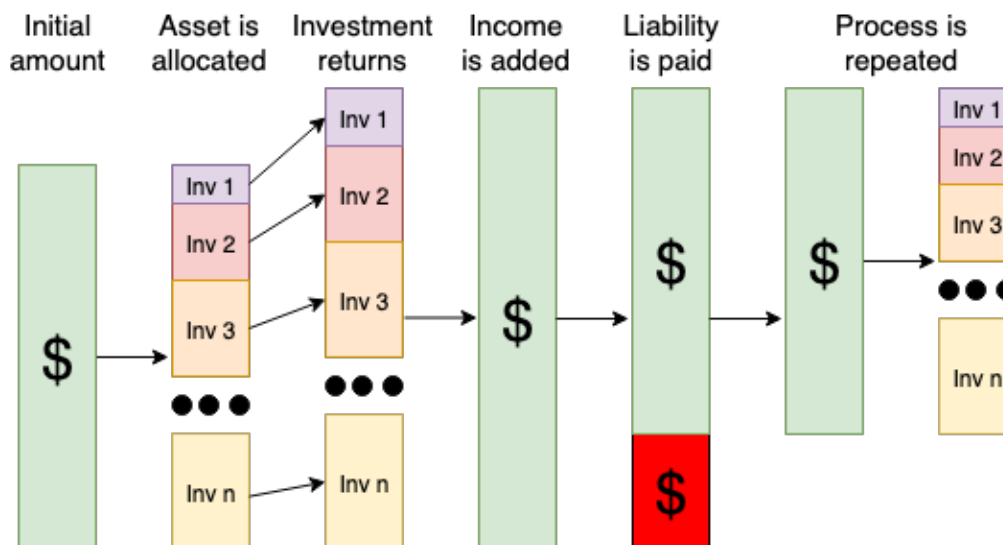 Initial
amount
Asset is
allocated
Investment
returns
Income
is added
Liability
is paid
Process is
repeated
$
Inv 1
Inv 2
Inv 3
Inv n
Inv 1
Inv 2
Inv 3
Inv n
$
$
$
$
Inv 1
Inv 2
Inv 3
Inv n